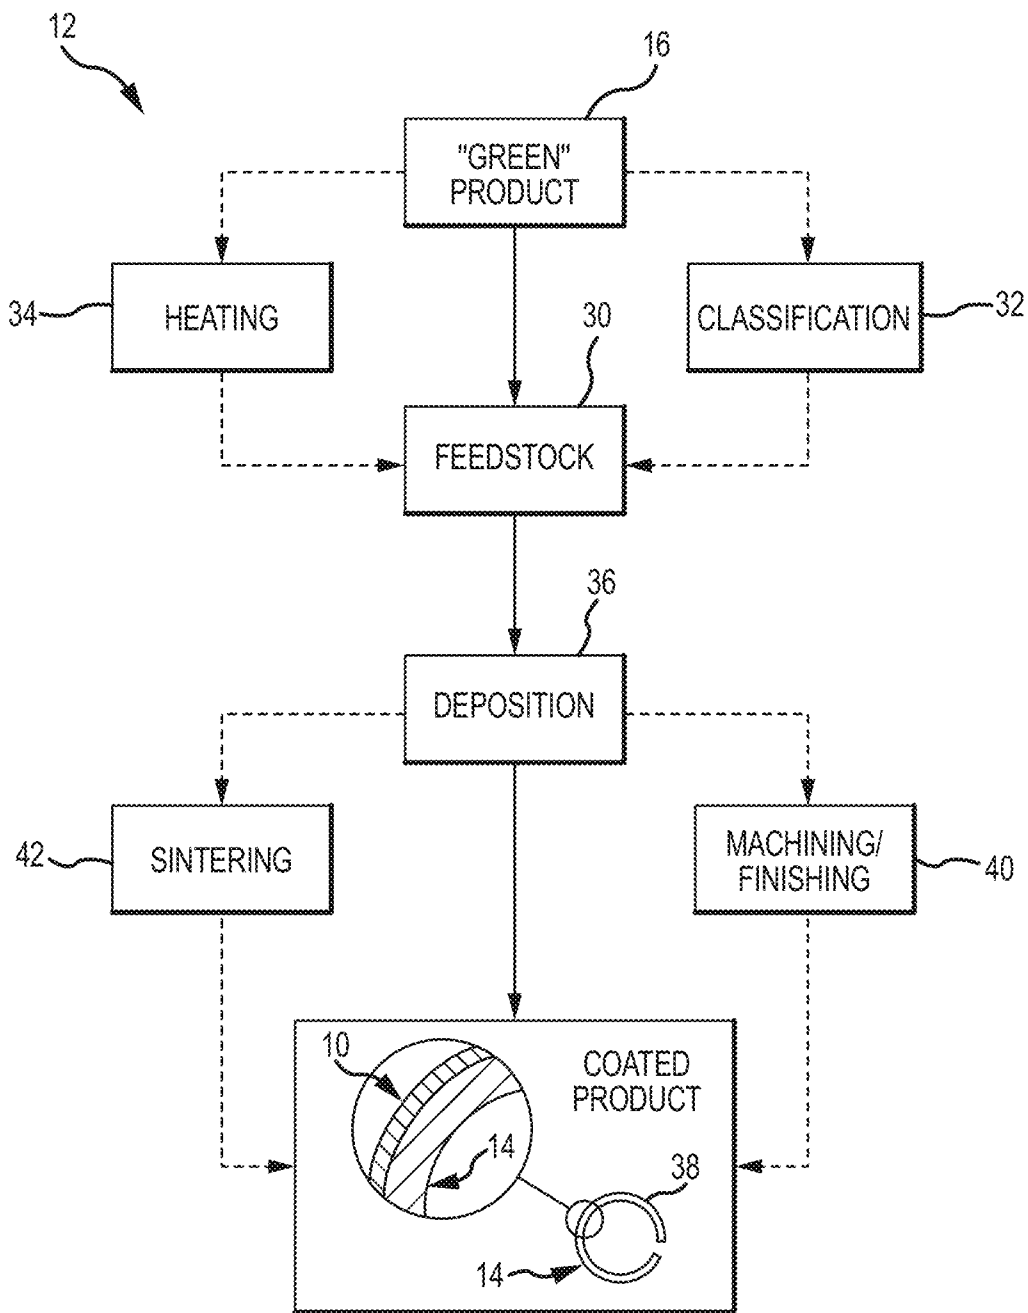 12
16
"GREEN"
PRODUCT
34
HEATING
30
CLASSIFICATION
32
FEEDSTOCK
36
DEPOSITION
42
SINTERING
MACHINING/
FINISHING
40
10
COATED
PRODUCT
14
38
14